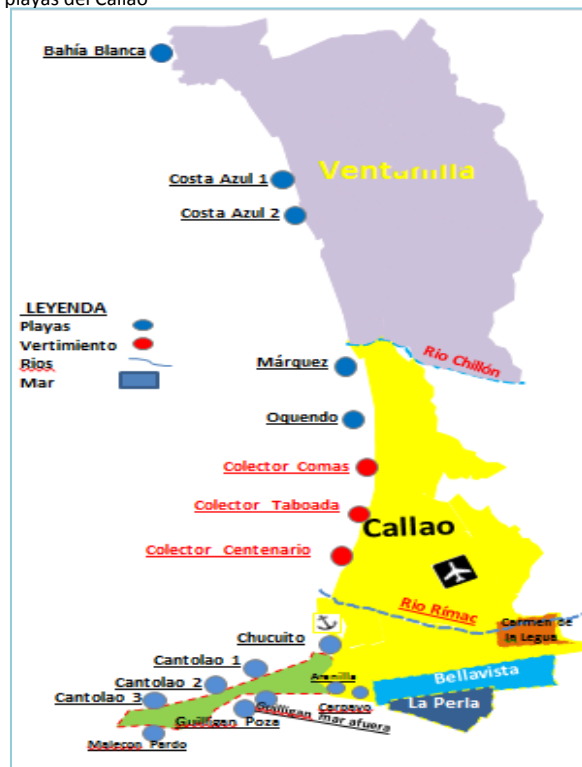 playas del Callao
Bahía Blanca
Ventanilla
Costa Azul 1
Costa Azul 2
LEYENDA
Playas
Vertimiento
Rios
Mar
Río Chillón
Márquez
Oquendo
Colector Comas
Colector Taboada
Callao
Colector Centenario
Río Rímac
Carmen de
la Legua
Chucuito
Cantolao 1
Arenilla
Bellavista
Cantolao 2
Cantolao 3
Carpayo
La Perla
Guilligan Poza
Guilligan mar afuera
Malecon Pardo